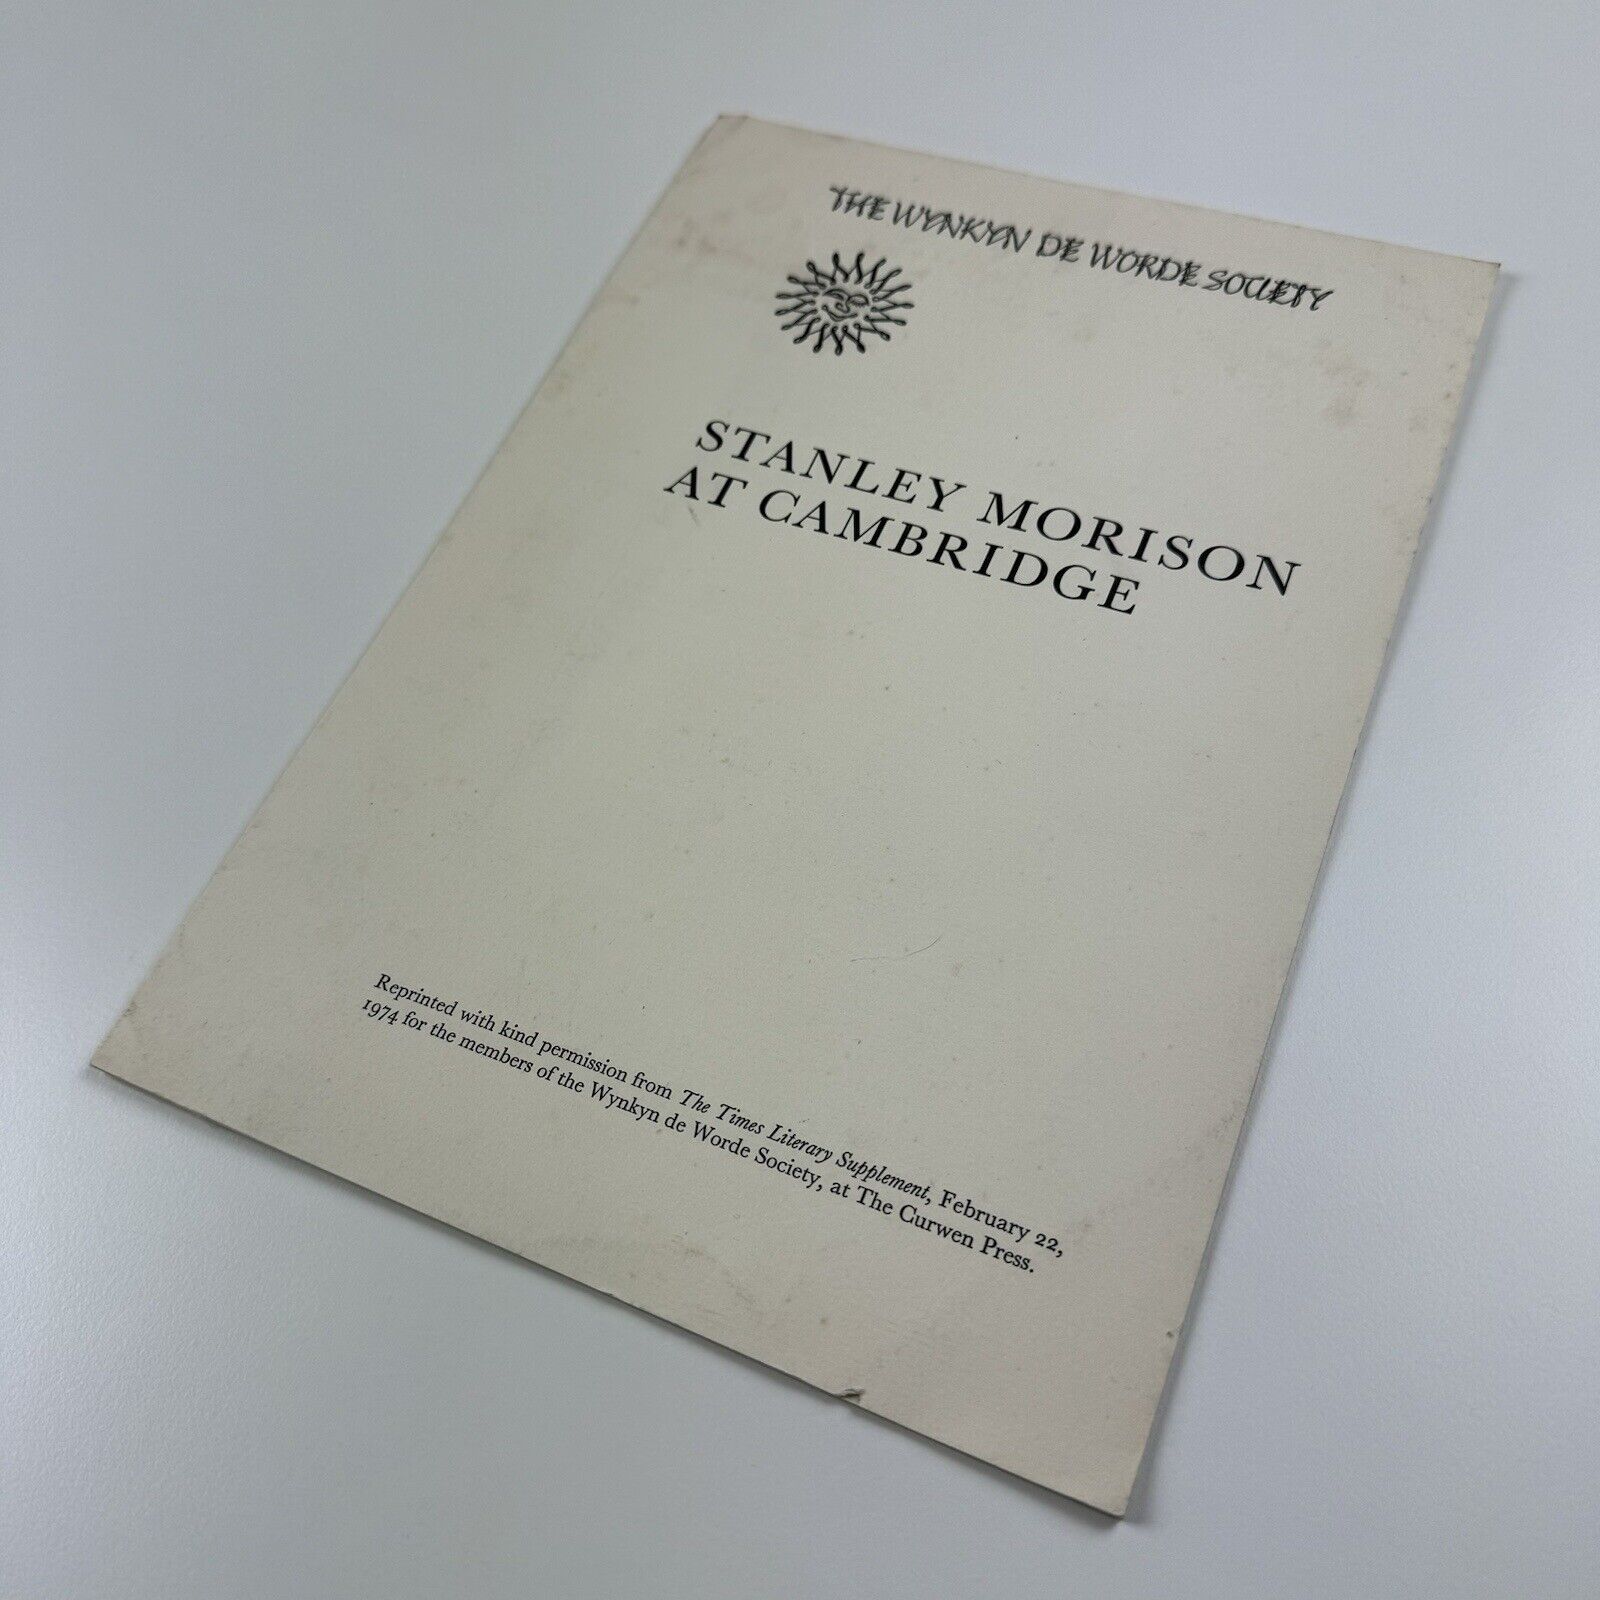 THE WYNKYN DE WORDE SOCIETY
STANLEY MORISON
AT CAMBRIDGE
Reprinted with kind permission from The Times Literary Supplement, February 22,
1974 for the members of the Wynkyn de Worde Society, at The Curwen Press.